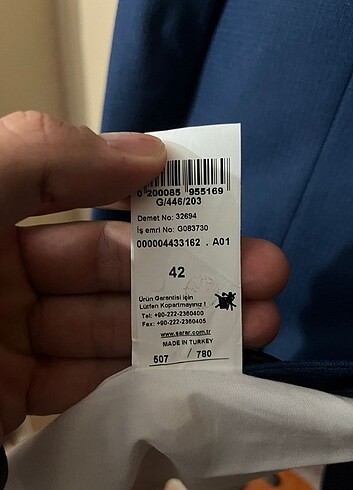 0 200085 955169
G/446/203
Demet No: 32694
İş emri No: G083730
000004433162 . A01
42
Ürün Garantisi için
Lütfen Kopartmayınız !
Tel: +90-222-2360400
Fax: +90-222-2360405
www.sarar.com.tr
MADE IN TURKEY
507 / 780